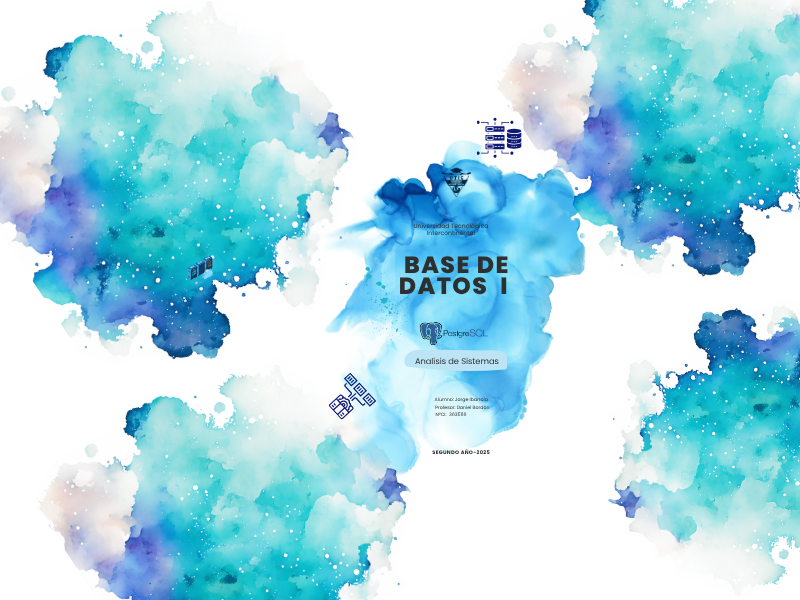 Universidad Tecnológica
Intercontinental
BASE DE
DATOS I
PostgreSQL
Analisis de Sistemas
Alumno: Jorge Ibarrola
Profesor: Daniel Bordón
SEGUNDO AÑO-2025